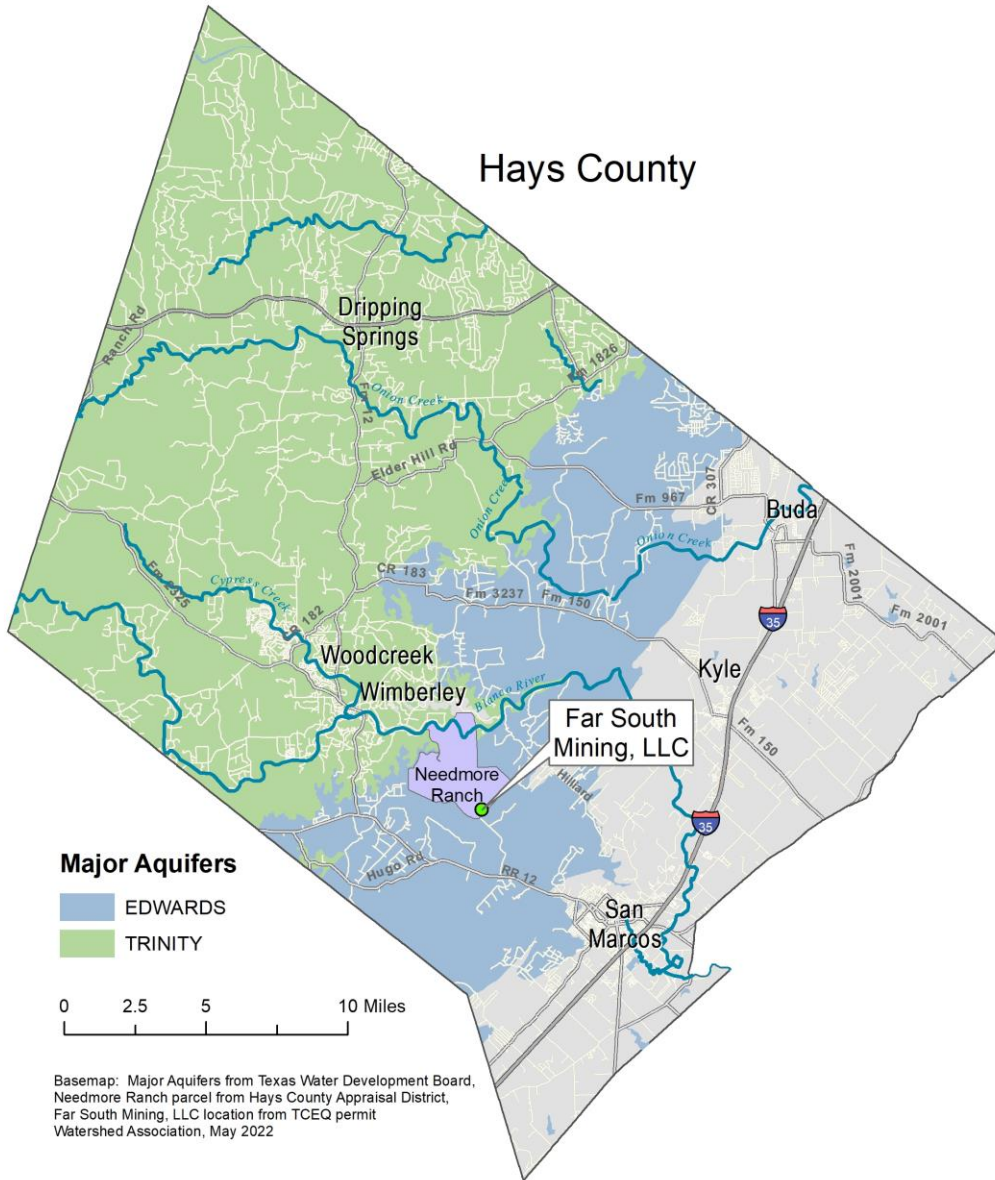 Hays County
Dripping
Springs
Ranch Rd
Fm 1826
Onion Creek
Fm 12
Elder Hill Rd
Onion Creek
Fm 967
CR 307
Buda
Onion Creek
Fm 2001
Fm 2001
35
CR 183
Fm 3237
Fm 150
Cypress Creek
Fm 2325
182
Woodcreek
Kyle
Wimberley
Blanco River
Far South
Mining, LLC
Fm 150
Needmore
Ranch
Hilliard
35
Hugo Rd
RR 12
San
Marcos
Major Aquifers
EDWARDS
TRINITY
0 2.5 5 10 Miles
Basemap: Major Aquifers from Texas Water Development Board,
Needmore Ranch parcel from Hays County Appraisal District,
Far South Mining, LLC location from TCEQ permit
Watershed Association, May 2022